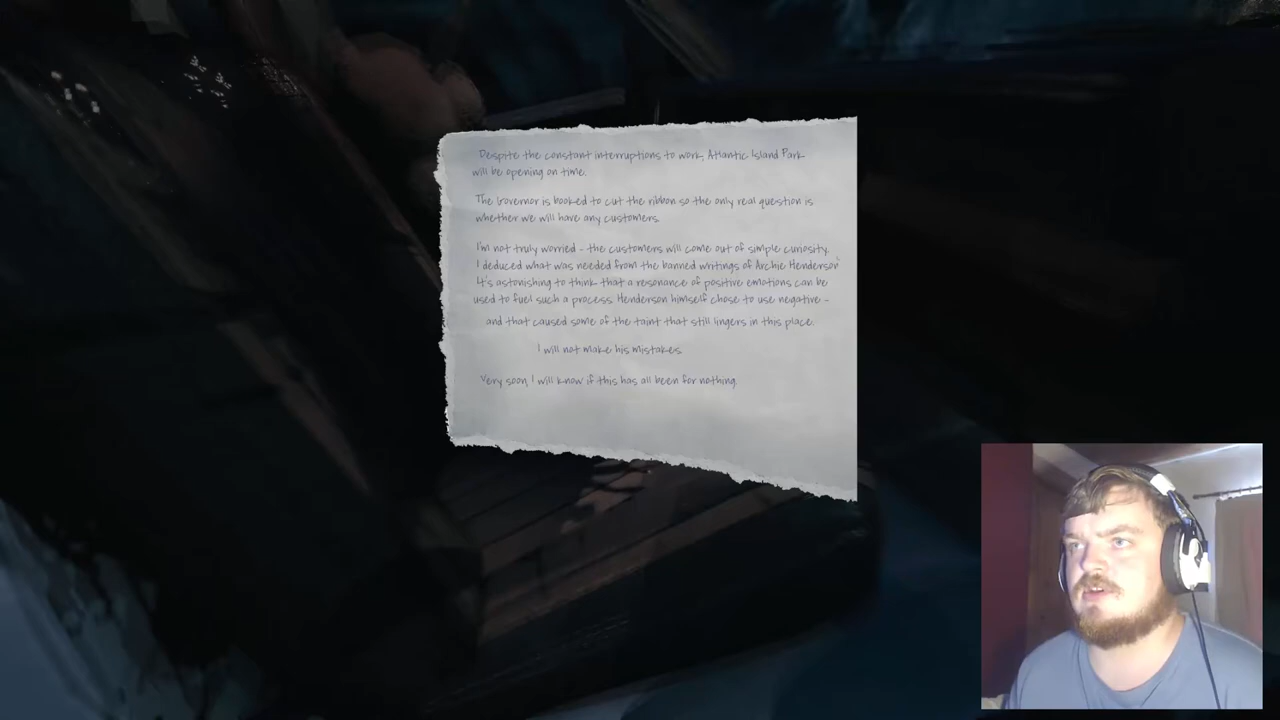 Despite the constant interruptions to work, Atlantic Island Park
will be opening on time.
The Governor is booked to cut the ribbon so the only real question is
whether we will have any customers.
I'm not truly worried - the customers will come out of simple curiosity.
I deduced what was needed from the banned writings of Archie Henderson.
It's astonishing to think that a resonance of positive emotions can be
used to fuel such a process. Henderson himself chose to use negative -
and that caused some of the taint that still lingers in this place.
I will not make his mistakes.
Very soon, I will know if this has all been for nothing.